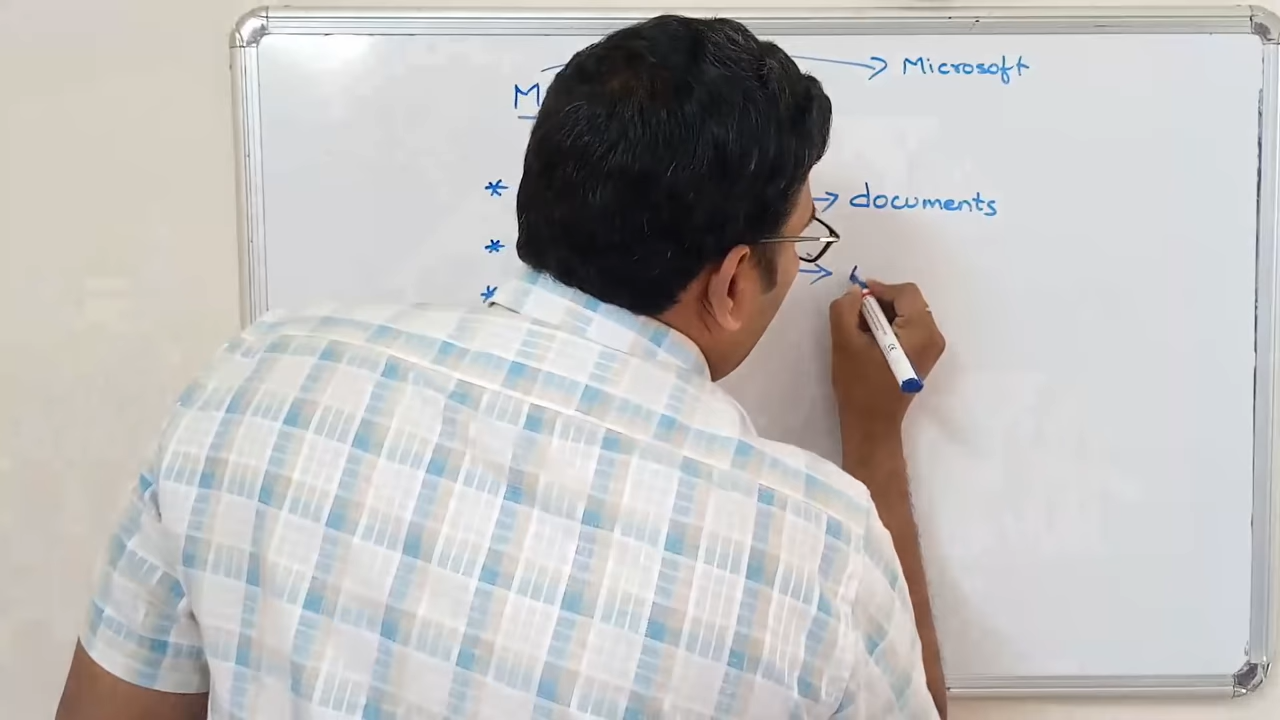 M → Microsoft
* → documents
*
→
*